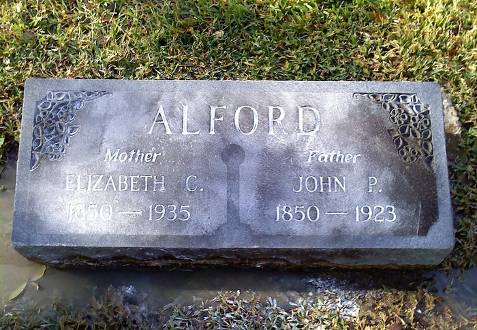 ALFORD
Mother Father
ELIZABETH C. JOHN P.
1850 — 1935 1850 — 1923